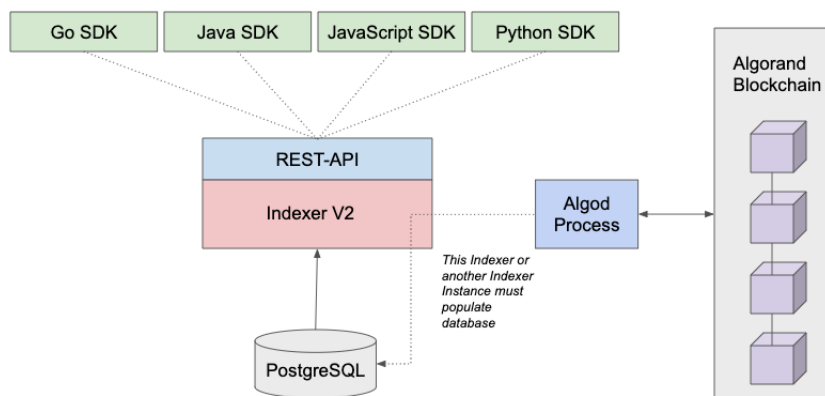 Go SDK
Java SDK
JavaScript SDK
Python SDK
Algorand
Blockchain
REST-API
Indexer V2
Algod
Process
This Indexer or
another Indexer
Instance must
populate
database
PostgreSQL